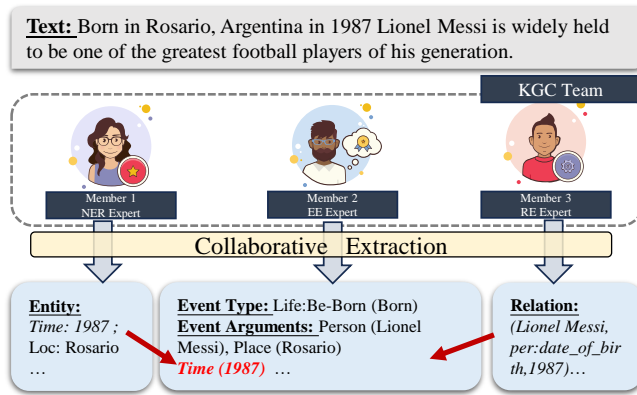 Text: Born in Rosario, Argentina in 1987 Lionel Messi is widely held
to be one of the greatest football players of his generation.
KGC Team
Member 1
NER Expert
Member 2
EE Expert
Member 3
RE Expert
Collaborative Extraction
Entity:
Time: 1987 ;
Loc: Rosario
…
Event Type: Life:Be-Born (Born)
Event Arguments: Person (Lionel
Messi), Place (Rosario)
Time (1987) …
Relation:
(Lionel Messi,
per:date_of_bir
th,1987)…